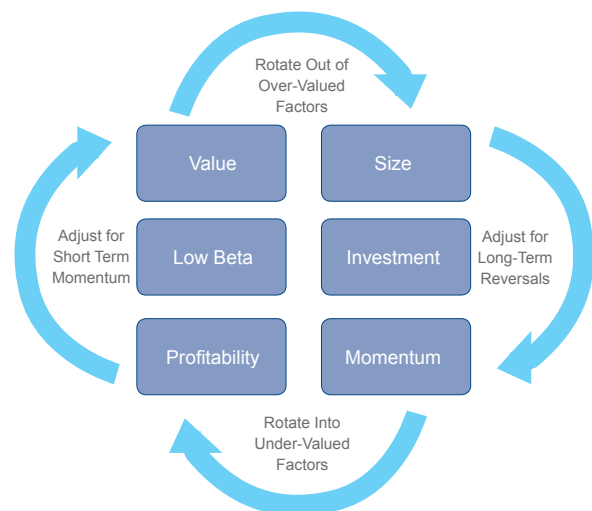 Rotate Out of
Over-Valued
Factors
Value
Size
Adjust for
Short Term
Momentum
Low Beta
Investment
Adjust for
Long-Term
Reversals
Profitability
Momentum
Rotate Into
Under-Valued
Factors